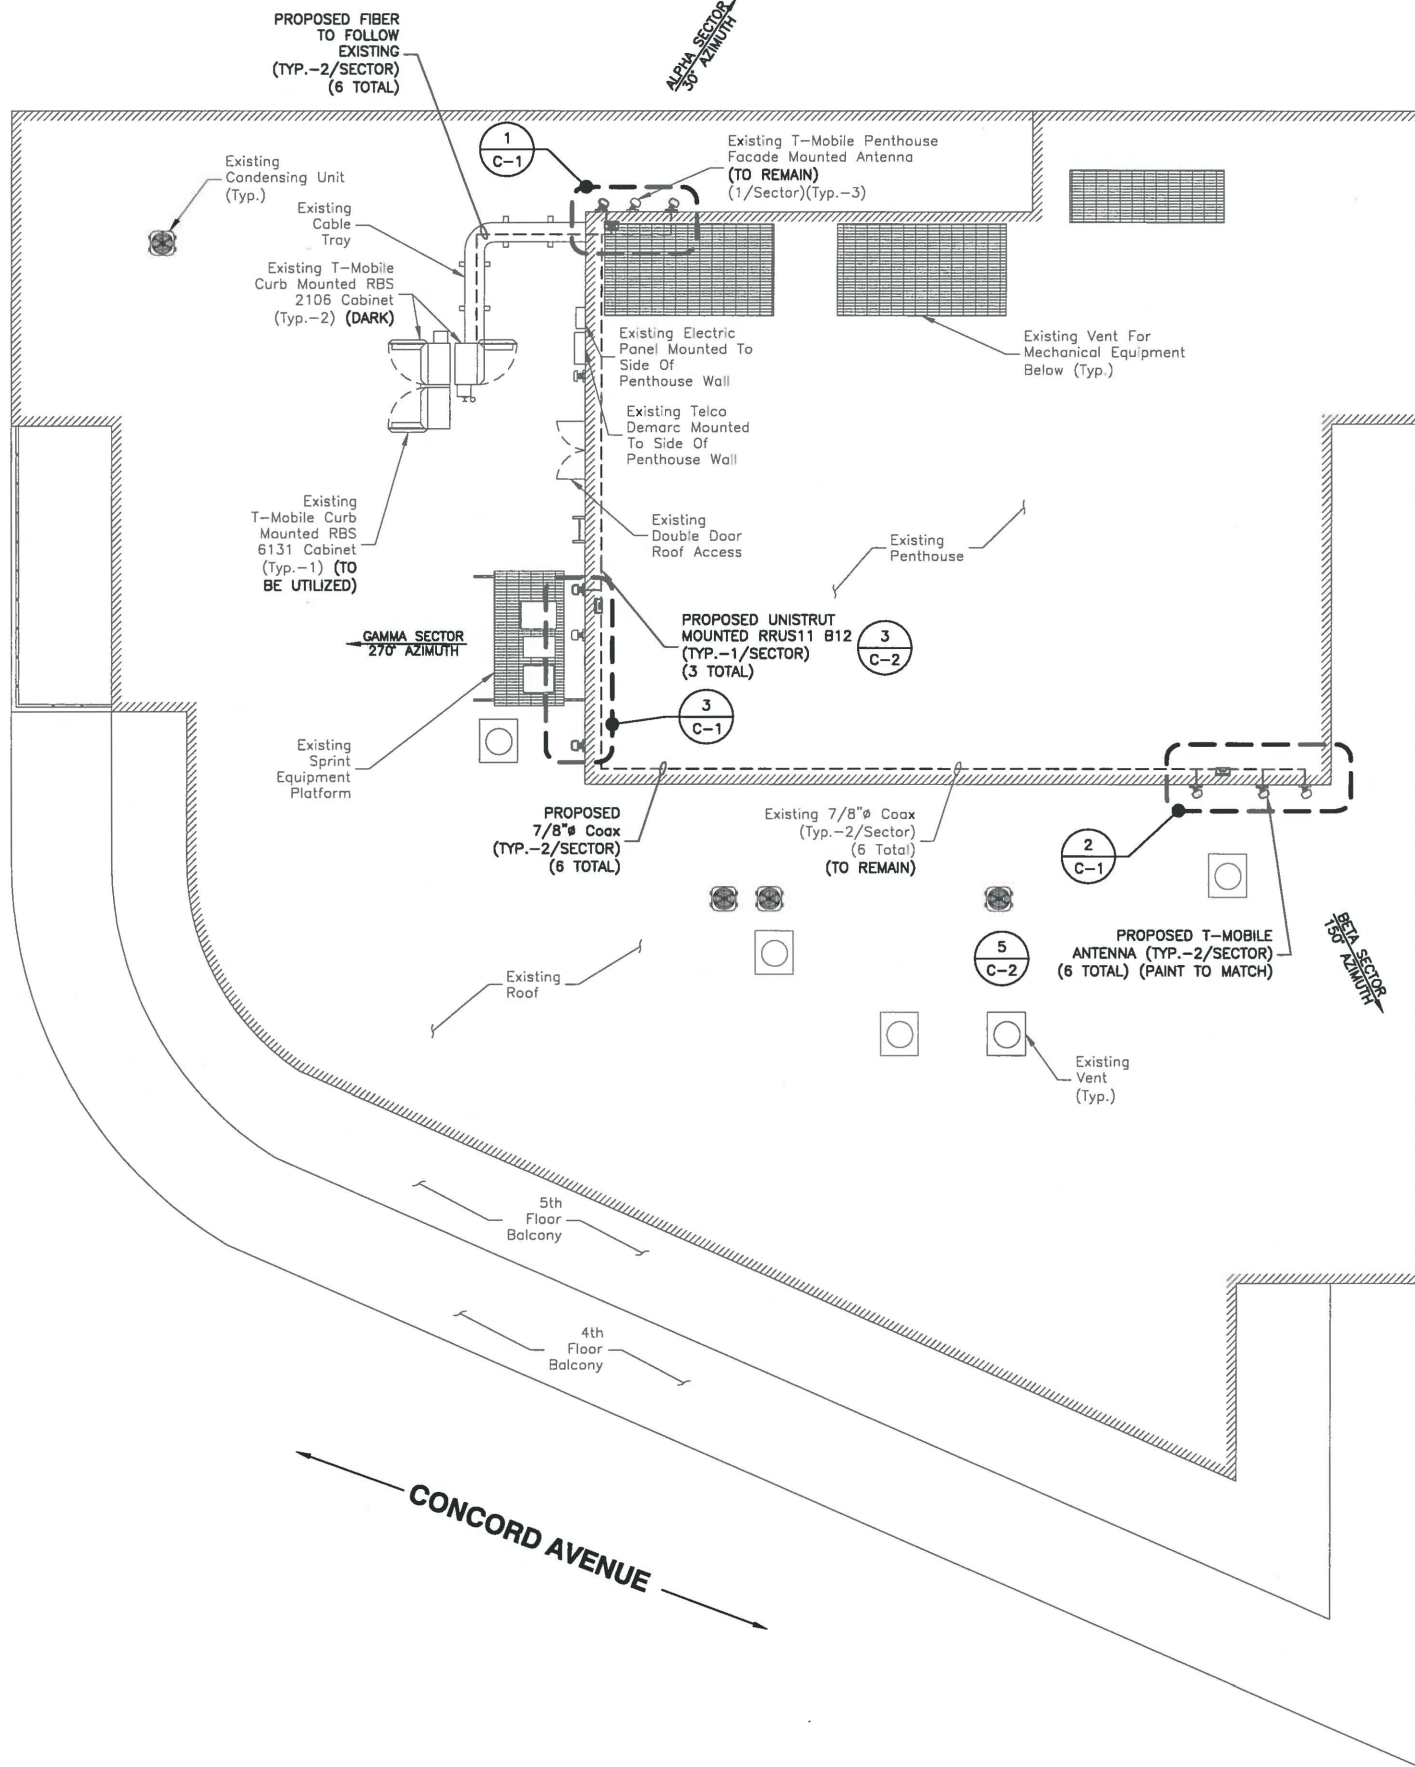 PROPOSED FIBER
TO FOLLOW
EXISTING
(TYP.-2/SECTOR)
(6 TOTAL)
ALPHA SECTOR
30° AZIMUTH
1
C-1
Existing T-Mobile Penthouse
Facade Mounted Antenna
(TO REMAIN)
(1/Sector)(Typ.-3)
Existing
Condensing Unit
(Typ.)
Existing
Cable
Tray
Existing T-Mobile
Curb Mounted RBS
2106 Cabinet
(Typ.-2) (DARK)
Existing Electric
Panel Mounted To
Side Of
Penthouse Wall
Existing Vent For
Mechanical Equipment
Below (Typ.)
Existing Telco
Demarc Mounted
To Side Of
Penthouse Wall
Existing
T-Mobile Curb
Mounted RBS
6131 Cabinet
(Typ.-1) (TO
BE UTILIZED)
Existing
Double Door
Roof Access
Existing
Penthouse
GAMMA SECTOR
270° AZIMUTH
PROPOSED UNISTRUT
MOUNTED RRUS11 B12
(TYP.-1/SECTOR)
(3 TOTAL)
3
C-2
3
C-1
Existing
Sprint
Equipment
Platform
PROPOSED
7/8"ø Coax
(TYP.-2/SECTOR)
(6 TOTAL)
Existing 7/8"ø Coax
(Typ.-2/Sector)
(6 Total)
(TO REMAIN)
2
C-1
5
C-2
PROPOSED T-MOBILE
ANTENNA (TYP.-2/SECTOR)
(6 TOTAL) (PAINT TO MATCH)
BETA SECTOR
150° AZIMUTH
Existing
Roof
Existing
Vent
(Typ.)
5th
Floor
Balcony
4th
Floor
Balcony
CONCORD AVENUE